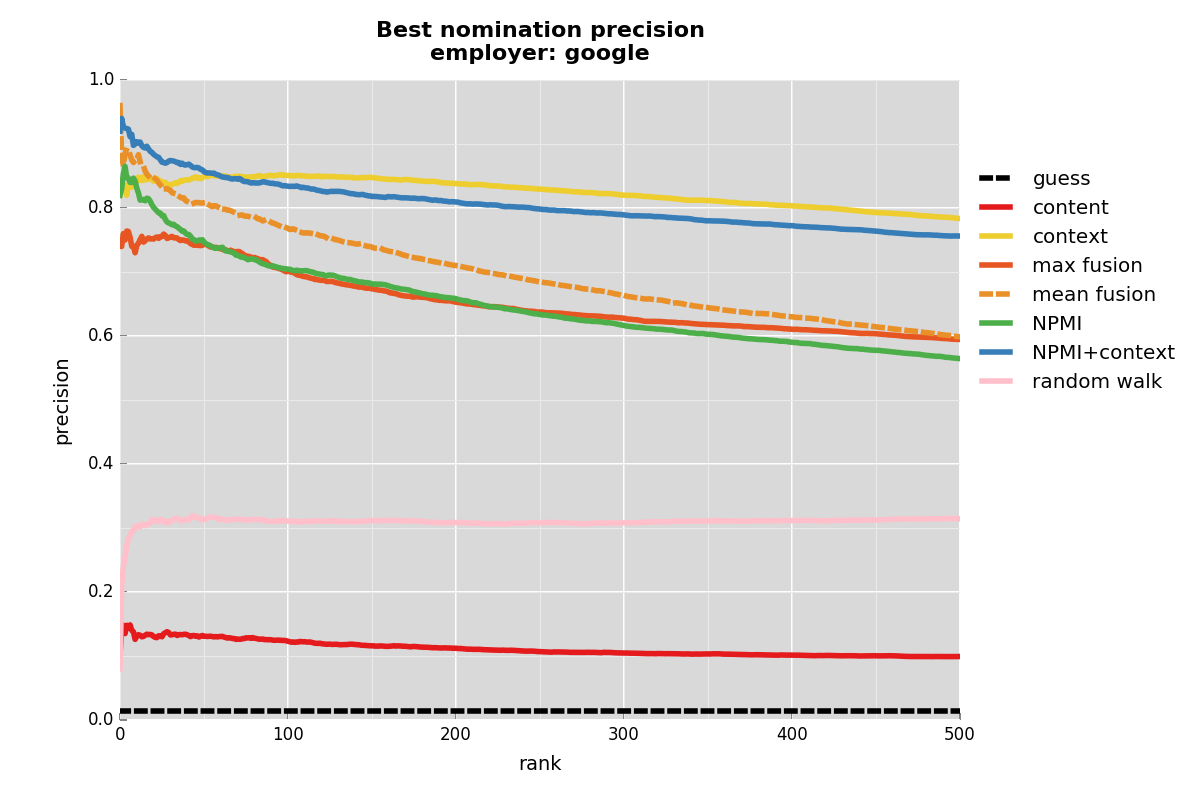 Best nomination precision
employer: google
1.0
0.8
0.6
0.4
0.2
0.0
precision
0 100 200 300 400 500
rank
guess
content
context
max fusion
mean fusion
NPMI
NPMI+context
random walk